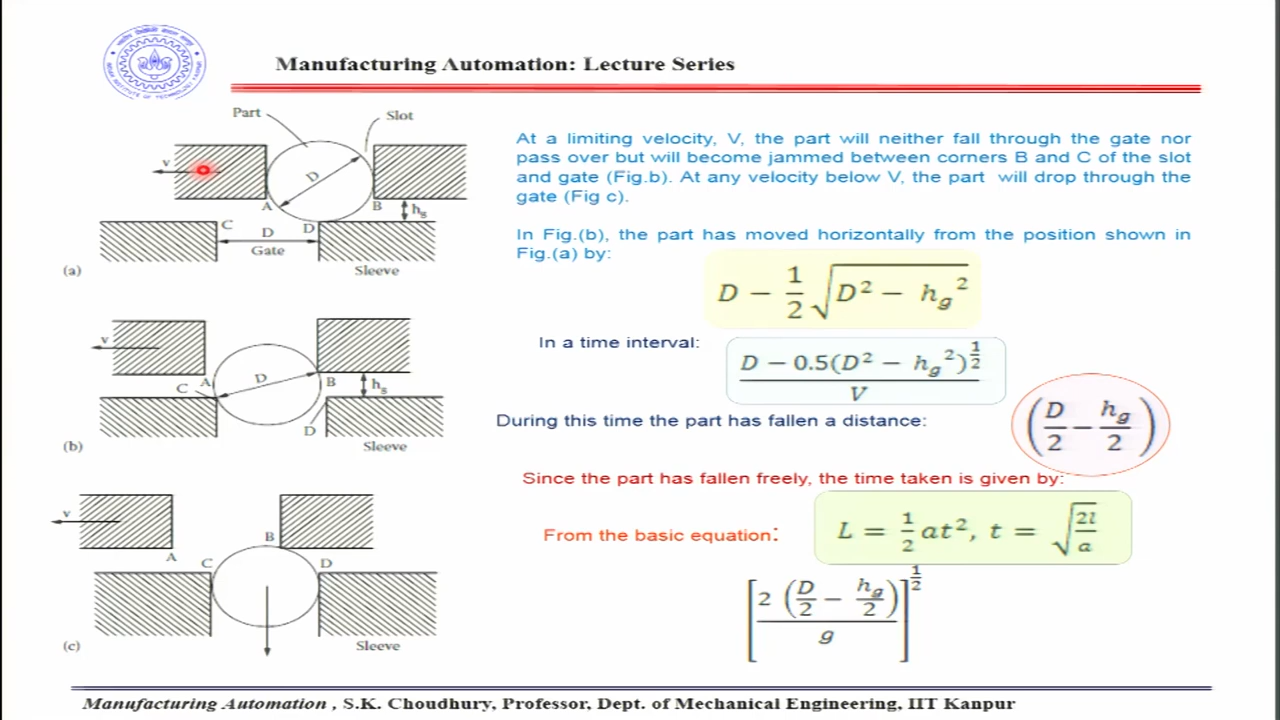 Manufacturing Automation: Lecture Series
Part
Slot
v
D
A
B
h_g
C
D
D
Gate
(a)
Sleeve
At a limiting velocity, V, the part will neither fall through the gate nor
pass over but will become jammed between corners B and C of the slot
and gate (Fig.b). At any velocity below V, the part will drop through the
gate (Fig c).
In Fig.(b), the part has moved horizontally from the position shown in
Fig.(a) by:
D − 1/2 √(D² − h_g²)
In a time interval:
(D − 0.5(D² − h_g²)^(1/2)) / V
During this time the part has fallen a distance:
(D/2 − h_g/2)
Since the part has fallen freely, the time taken is given by:
From the basic equation:
L = 1/2 at², t = √(2l/a)
[2 (D/2 − h_g/2) / g]^(1/2)
v
C
A
D
B
h_g
D
(b)
Sleeve
v
A
B
C
D
(c)
Sleeve
Manufacturing Automation , S.K. Choudhury, Professor, Dept. of Mechanical Engineering, IIT Kanpur